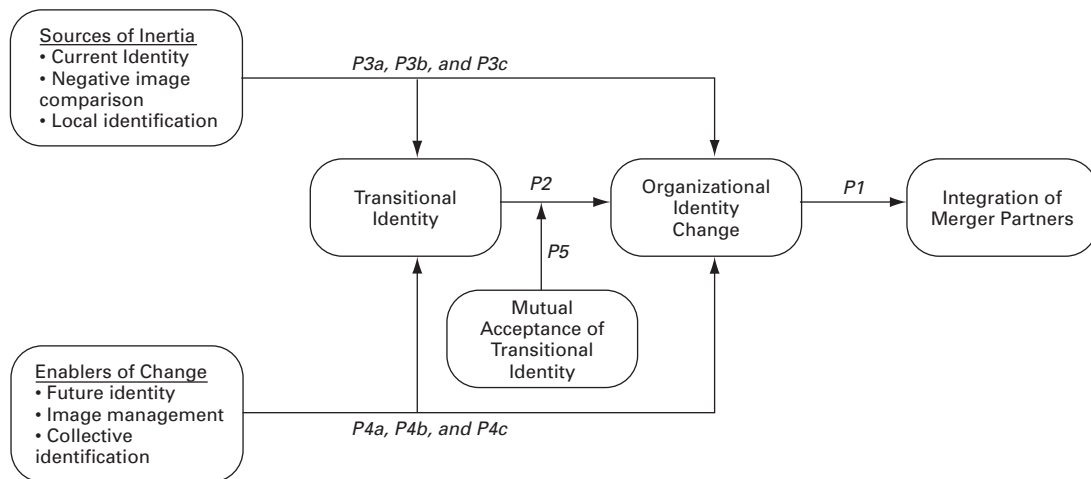 Sources of Inertia
• Current Identity
• Negative image
comparison
• Local identification
P3a, P3b, and P3c
Transitional
Identity
P2
Organizational
Identity
Change
P1
Integration of
Merger Partners
P5
Mutual
Acceptance of
Transitional
Identity
Enablers of Change
• Future identity
• Image management
• Collective
identification
P4a, P4b, and P4c